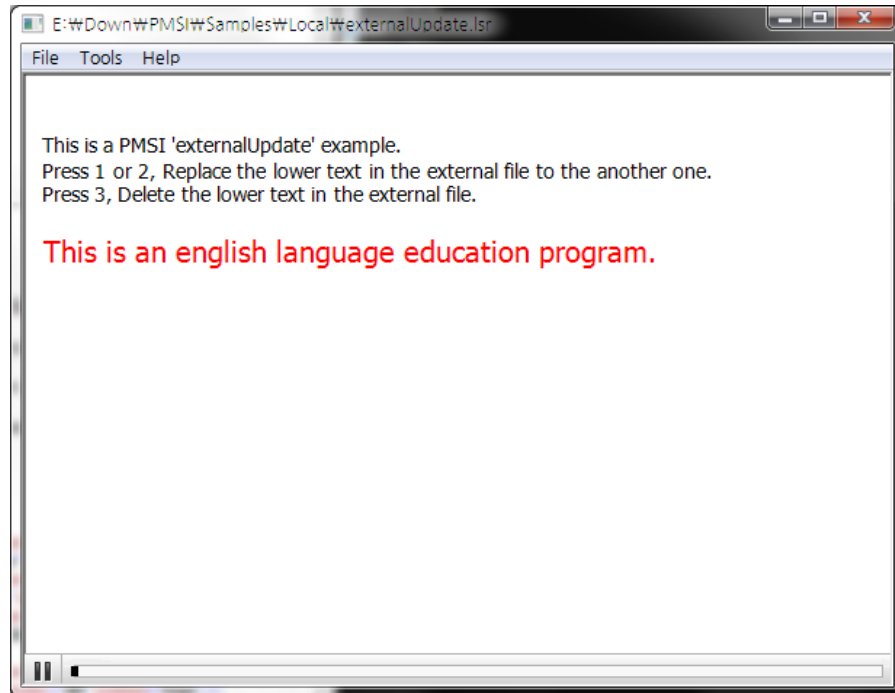 E:₩Down₩PMSI₩Samples₩Local₩externalUpdate.lsr
File Tools Help
This is a PMSI 'externalUpdate' example.
Press 1 or 2, Replace the lower text in the external file to the another one.
Press 3, Delete the lower text in the external file.
This is an english language education program.